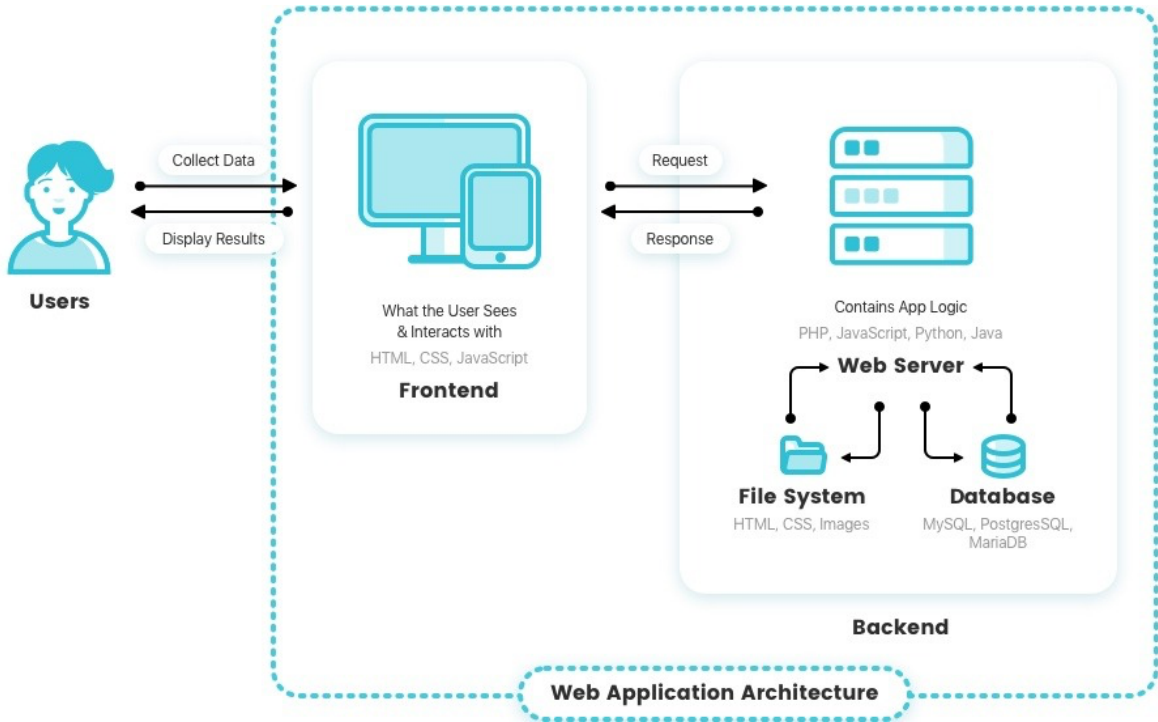 Collect Data
Display Results
Users
What the User Sees
& Interacts with
HTML, CSS, JavaScript
Frontend
Request
Response
Contains App Logic
PHP, JavaScript, Python, Java
Web Server
File System
HTML, CSS, Images
Database
MySQL, PostgresSQL,
MariaDB
Backend
Web Application Architecture